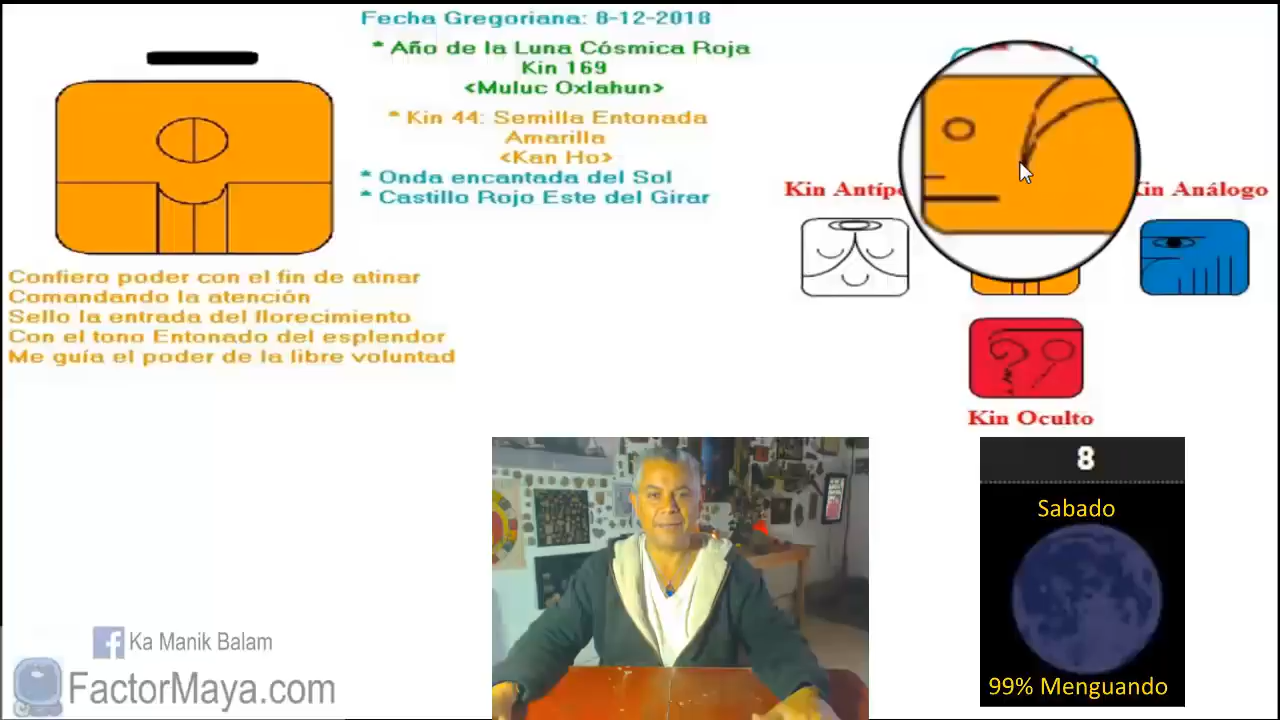 Fecha Gregoriana: 8-12-2018
* Año de la Luna Cósmica Roja
Kin 169
<Muluc Oxlahun>
* Kin 44: Semilla Entonada
Amarilla
<Kan Ho>
* Onda encantada del Sol
* Castillo Rojo Este del Girar
Confiero poder con el fin de atinar
Comandando la atención
Sello la entrada del florecimiento
Con el tono Entonado del esplendor
Me guía el poder de la libre voluntad
Kin Antíp
Kin Análogo
Kin Oculto
8
Sabado
99% Menguando
Ka Manik Balam
FactorMaya.com